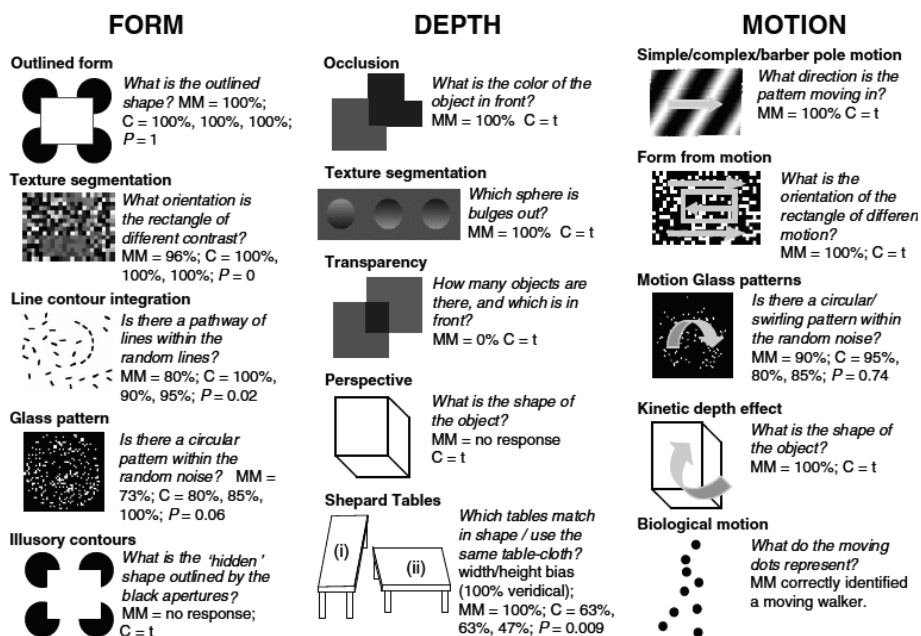 FORM
Outlined form
What is the outlined
shape? MM = 100%;
C = 100%, 100%, 100%;
P = 1
Texture segmentation
What orientation is
the rectangle of
different contrast?
MM = 96%; C = 100%,
100%, 100%; P = 0
Line contour integration
Is there a pathway of
lines within the
random lines?
MM = 80%; C = 100%,
90%, 95%; P = 0.02
Glass pattern
Is there a circular
pattern within the
random noise? MM =
73%; C = 80%, 85%,
100%; P = 0.06
Illusory contours
What is the ‘hidden’
shape outlined by the
black apertures?
MM = no response;
C = t
DEPTH
Occlusion
What is the color of the
object in front?
MM = 100% C = t
Texture segmentation
Which sphere is
bulges out?
MM = 100% C = t
Transparency
How many objects are
there, and which is in
front?
MM = 0% C = t
Perspective
What is the shape of
the object?
MM = no response
C = t
Shepard Tables
(i)
(ii)
Which tables match
in shape / use the
same table-cloth?
width/height bias
(100% veridical);
MM = 100%; C = 63%,
63%, 47%; P = 0.009
MOTION
Simple/complex/barber pole motion
What direction is the
pattern moving in?
MM = 100% C = t
Form from motion
What is the
orientation of the
rectangle of different
motion?
MM = 100%; C = t
Motion Glass patterns
Is there a circular/
swirling pattern within
the random noise?
MM = 90%; C = 95%,
80%, 85%; P = 0.74
Kinetic depth effect
What is the shape of
the object?
MM = 100%; C = t
Biological motion
What do the moving
dots represent?
MM correctly identified
a moving walker.